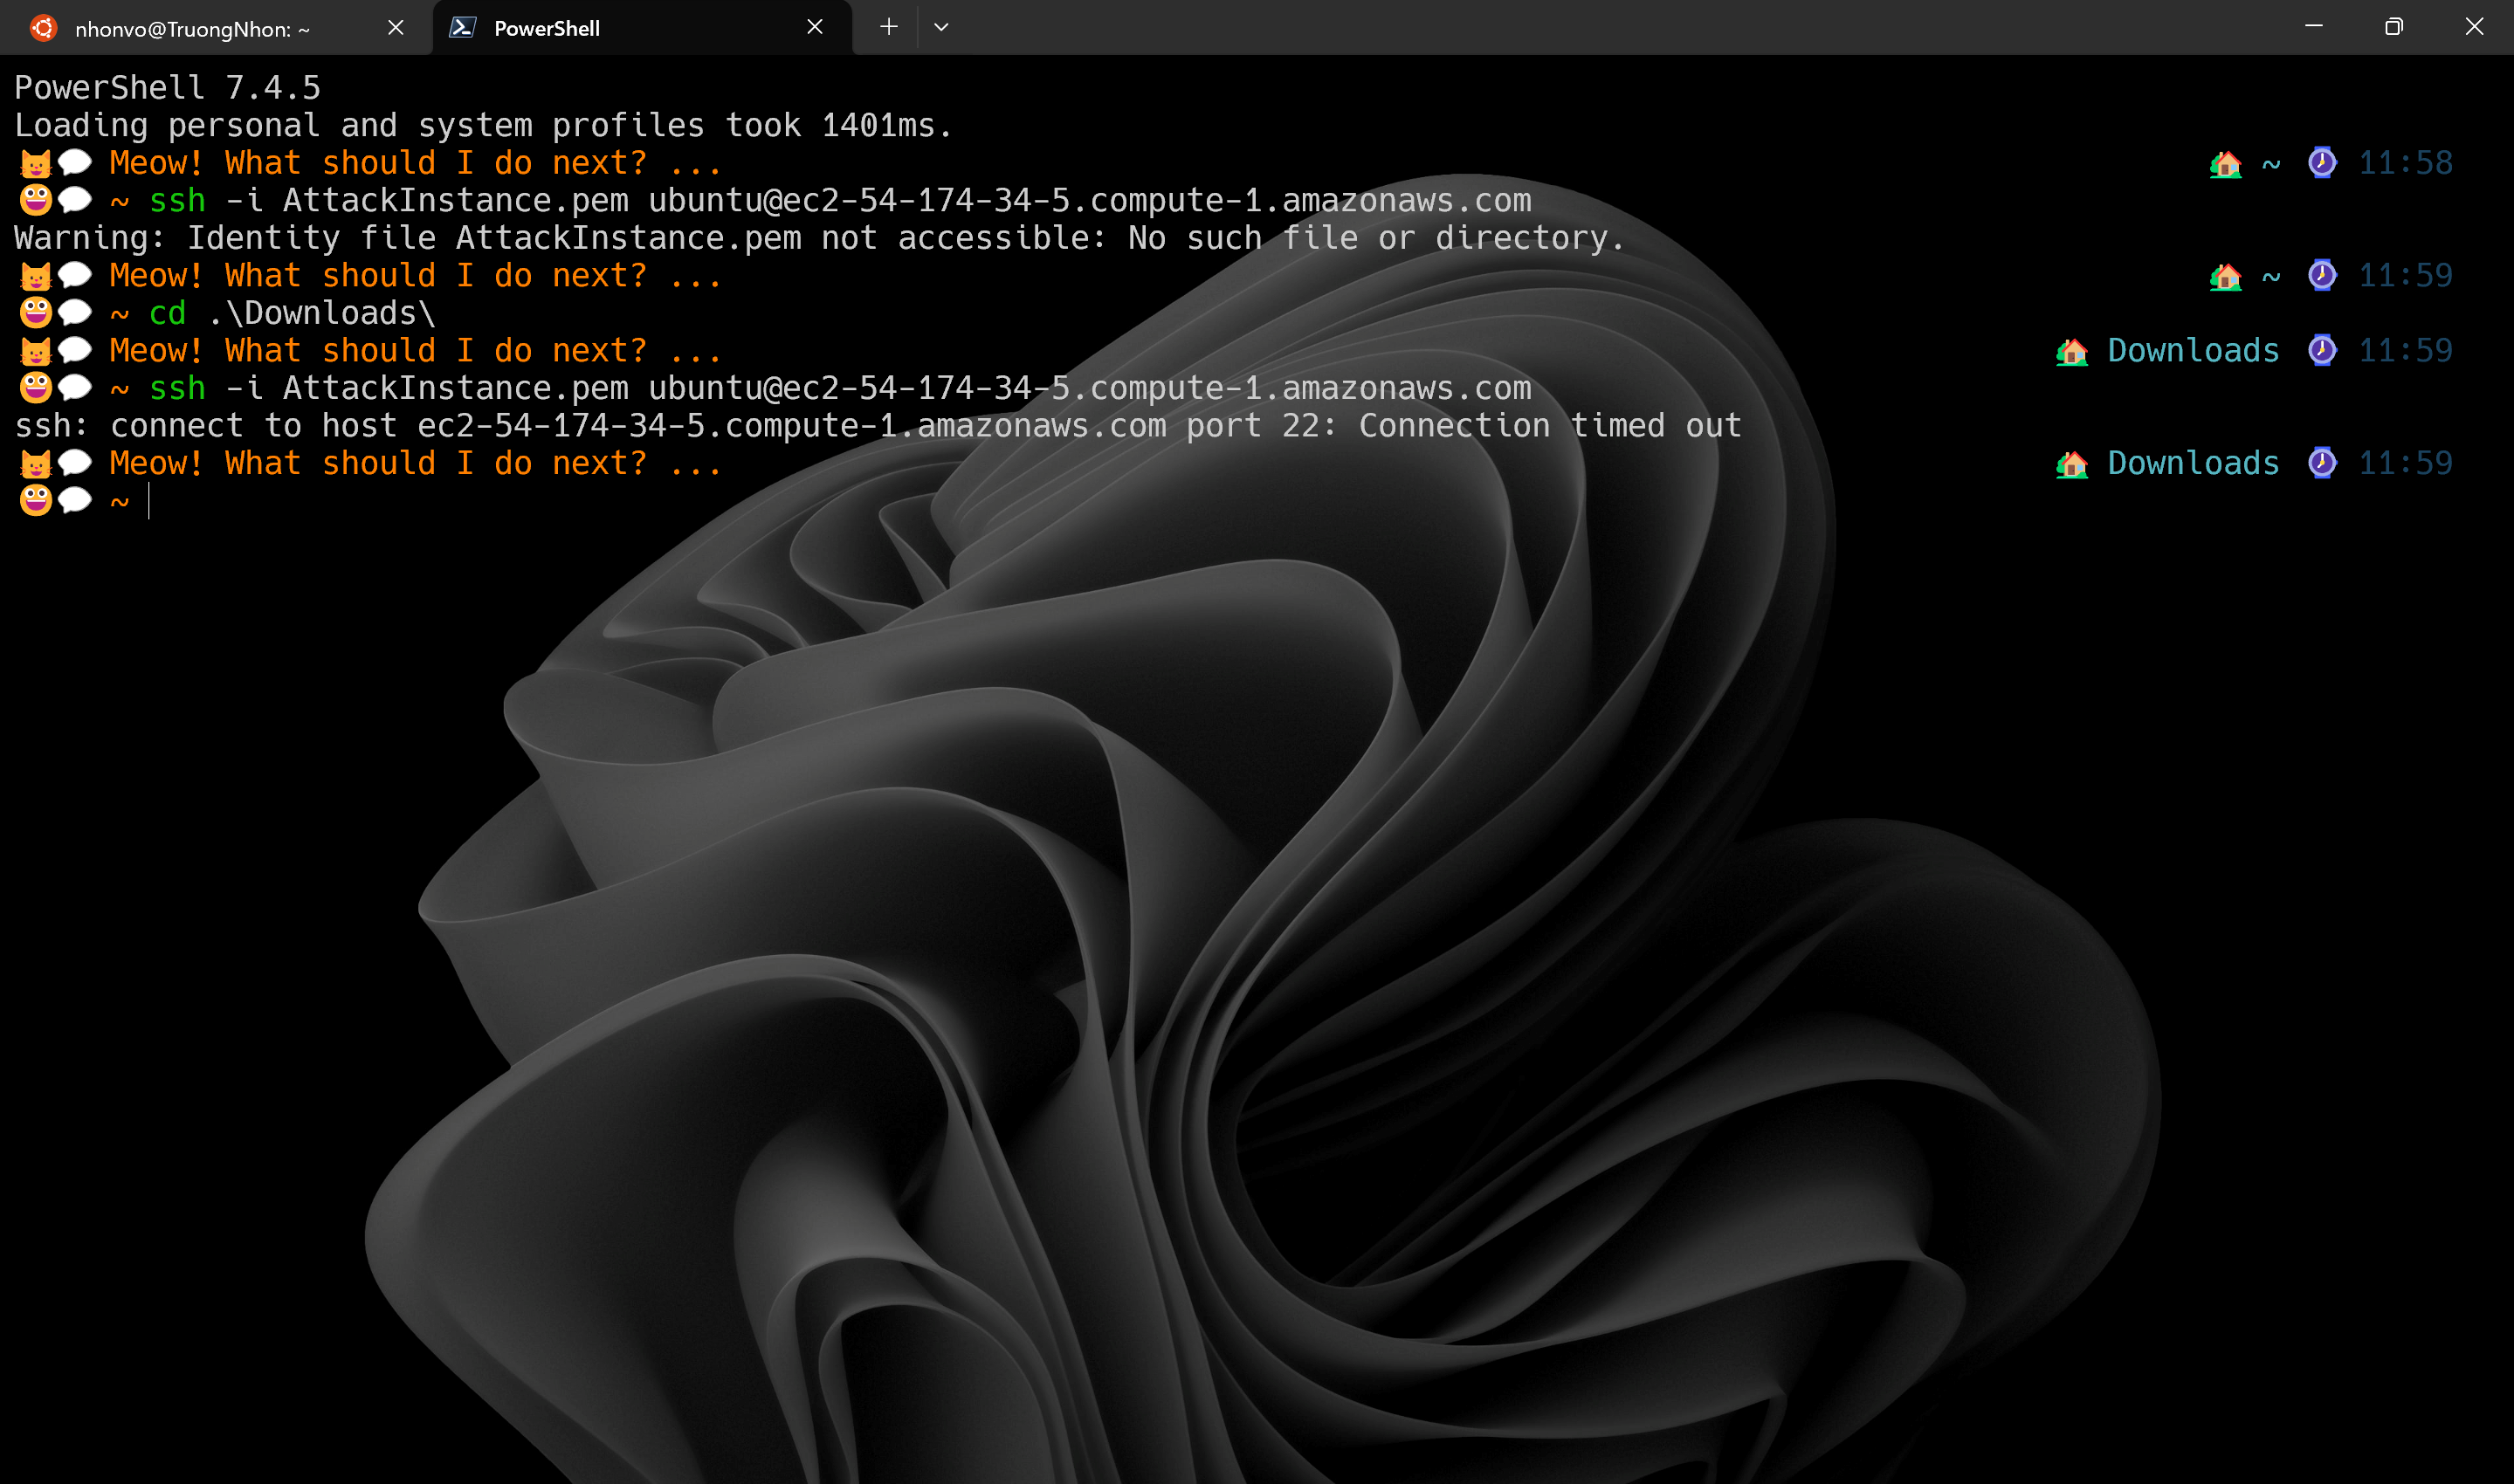 nhonvo@TruongNhon: ~ PowerShell
PowerShell 7.4.5
Loading personal and system profiles took 1401ms.
😺💬 Meow! What should I do next? ... 🏡 ~ ⌚ 11:58
😀💬 ~ ssh -i AttackInstance.pem ubuntu@ec2-54-174-34-5.compute-1.amazonaws.com
Warning: Identity file AttackInstance.pem not accessible: No such file or directory.
😺💬 Meow! What should I do next? ... 🏡 ~ ⌚ 11:59
😀💬 ~ cd .\Downloads\
😺💬 Meow! What should I do next? ... 🏡 Downloads ⌚ 11:59
😀💬 ~ ssh -i AttackInstance.pem ubuntu@ec2-54-174-34-5.compute-1.amazonaws.com
ssh: connect to host ec2-54-174-34-5.compute-1.amazonaws.com port 22: Connection timed out
😺💬 Meow! What should I do next? ... 🏡 Downloads ⌚ 11:59
😀💬 ~